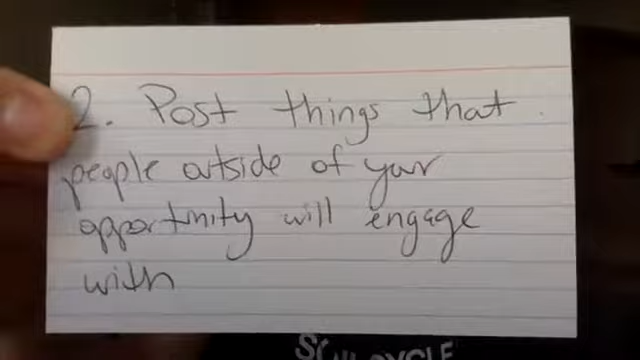 2. Post things that
people outside of your
opportunity will engage
with